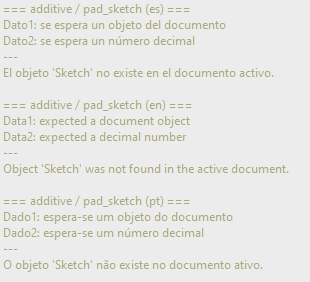 === additive / pad_sketch (es) ===
Dato1: se espera un objeto del documento
Dato2: se espera un número decimal
---
El objeto 'Sketch' no existe en el documento activo.
=== additive / pad_sketch (en) ===
Data1: expected a document object
Data2: expected a decimal number
---
Object 'Sketch' was not found in the active document.
=== additive / pad_sketch (pt) ===
Dado1: espera-se um objeto do documento
Dado2: espera-se um número decimal
---
O objeto 'Sketch' não existe no documento ativo.